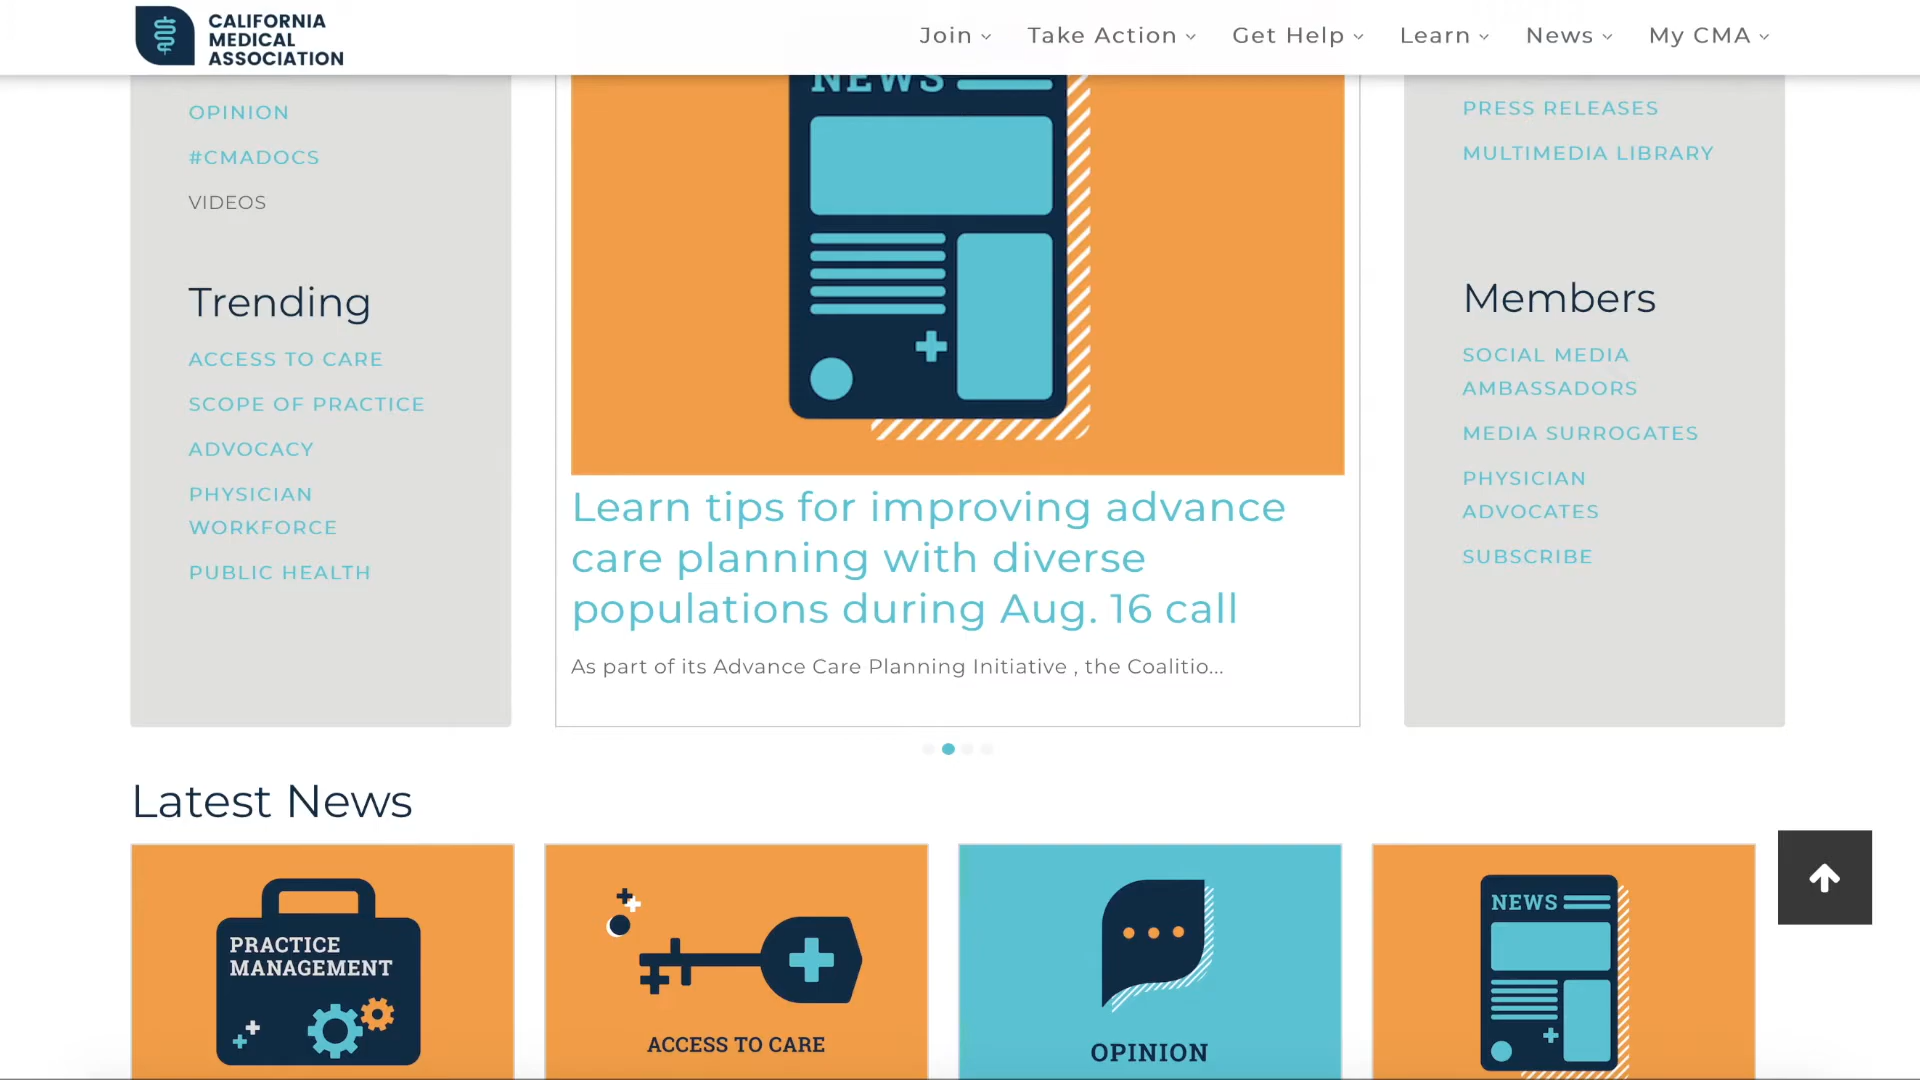 CALIFORNIA
MEDICAL
ASSOCIATION
Join
Take Action
Get Help
Learn
News
My CMA
OPINION
#CMADOCS
VIDEOS
Trending
ACCESS TO CARE
SCOPE OF PRACTICE
ADVOCACY
PHYSICIAN
WORKFORCE
PUBLIC HEALTH
NEWS
Learn tips for improving advance
care planning with diverse
populations during Aug. 16 call
As part of its Advance Care Planning Initiative , the Coalitio...
PRESS RELEASES
MULTIMEDIA LIBRARY
Members
SOCIAL MEDIA
AMBASSADORS
MEDIA SURROGATES
PHYSICIAN
ADVOCATES
SUBSCRIBE
Latest News
PRACTICE
MANAGEMENT
ACCESS TO CARE
OPINION
NEWS